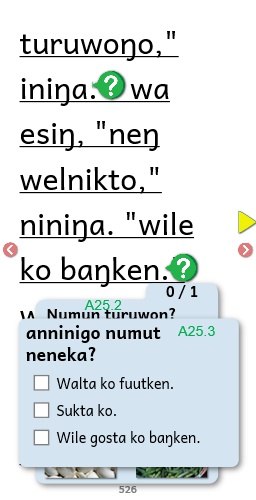 turuwoŋo,"
iniŋa. wa
esiŋ, "neŋ
welnikto,"
niniŋa. "wile
ko baŋken.
0 / 1
A25.2
Numun turuwon?
anninigo numut
A25.3
neneka?
Walta ko fuutken.
Sukta ko.
Wile gosta ko baŋken.
526